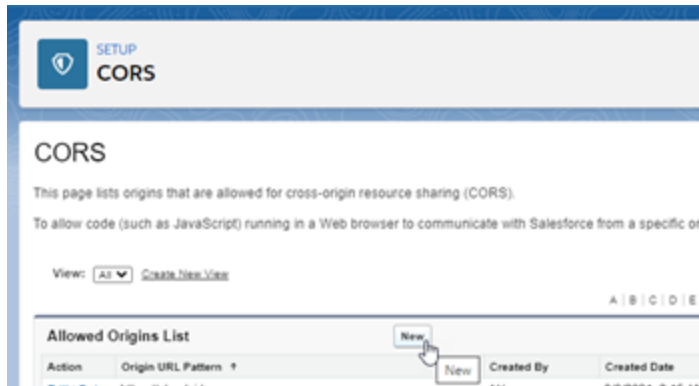 SETUP
CORS
CORS
This page lists origins that are allowed for cross-origin resource sharing (CORS).
To allow code (such as JavaScript) running in a Web browser to communicate with Salesforce from a specific
View: All Create New View
A | B | C | D | E
Allowed Origins List New
New
Action Origin URL Pattern ↑ Created By Created Date